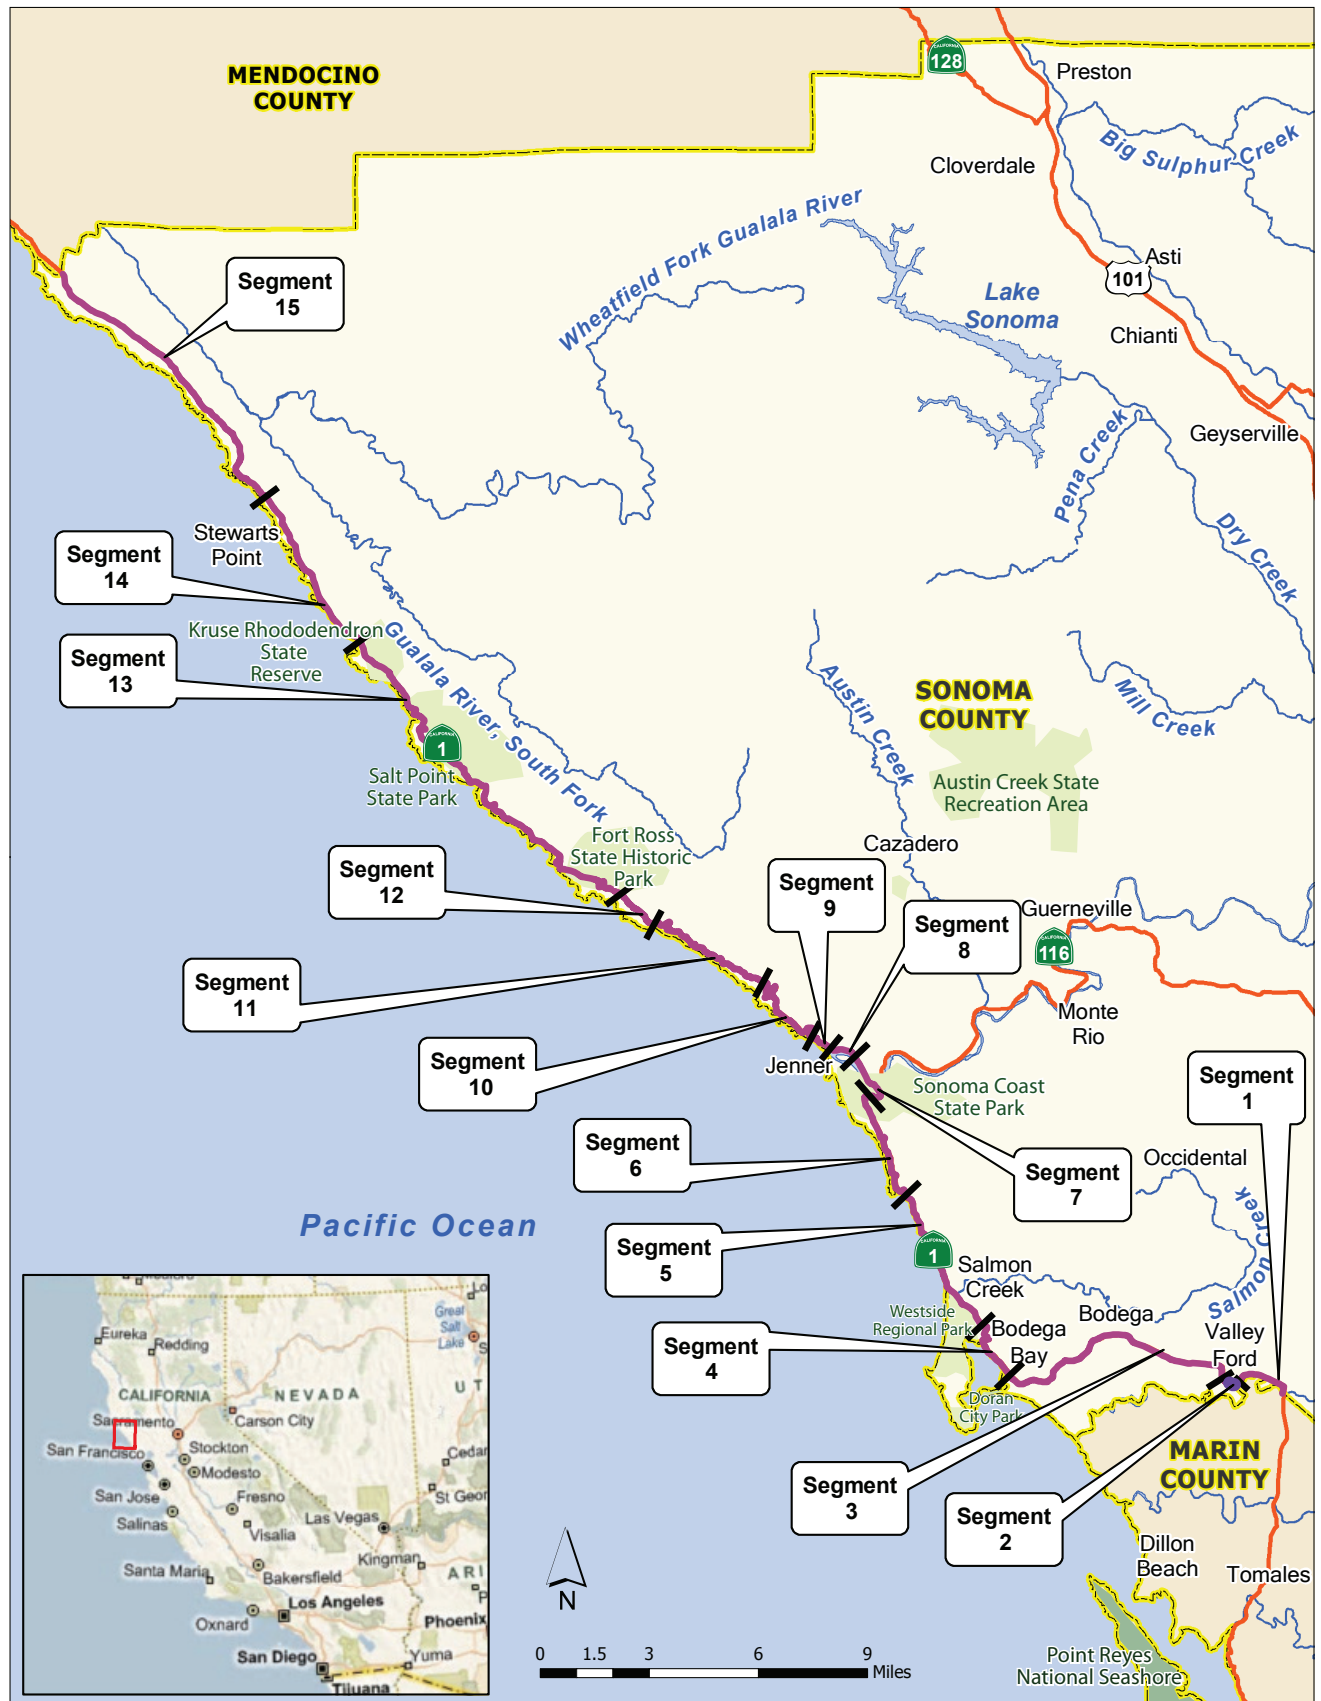 MENDOCINO
COUNTY
CALIFORNIA
128
Preston
Big Sulphur Creek
Cloverdale
Wheatfield Fork Gualala River
Asti
101
Segment
15
Lake
Sonoma
Chianti
Geyserville
Pena Creek
Dry Creek
Stewarts
Point
Segment
14
Kruse Rhododendron
State
Reserve
Segment
13
Gualala River, South Fork
Austin Creek
SONOMA
COUNTY
Mill Creek
CALIFORNIA
1
Salt Point
State Park
Austin Creek State
Recreation Area
Fort Ross
State Historic
Park
Cazadero
Segment
12
Segment
9
Guerneville
Segment
8
CALIFORNIA
116
Segment
11
Monte
Rio
Segment
10
Jenner
Sonoma Coast
State Park
Segment
1
Segment
6
Occidental
Segment
7
Salmon Creek
Pacific Ocean
Segment
5
CALIFORNIA
1
Salmon
Creek
Westside
Regional Park
Bodega
Bodega
Bay
Valley
Ford
Segment
4
Doran
City Park
MARIN
COUNTY
Segment
3
Segment
2
Dillon
Beach
Tomales
Point Reyes
National Seashore
N
0 1.5 3 6 9
Miles
Medford
Eureka
Redding
Great
Salt
Lake
CALIFORNIA
NEVADA
U T
Sacramento
Carson City
San Francisco
Stockton
Modesto
Cedar
San Jose
Fresno
St Geor
Salinas
Visalia
Las Vegas
Kingman
Santa Maria
Bakersfield
A R I
Los Angeles
Oxnard
Phoenix
San Diego
Yuma
Tijuana